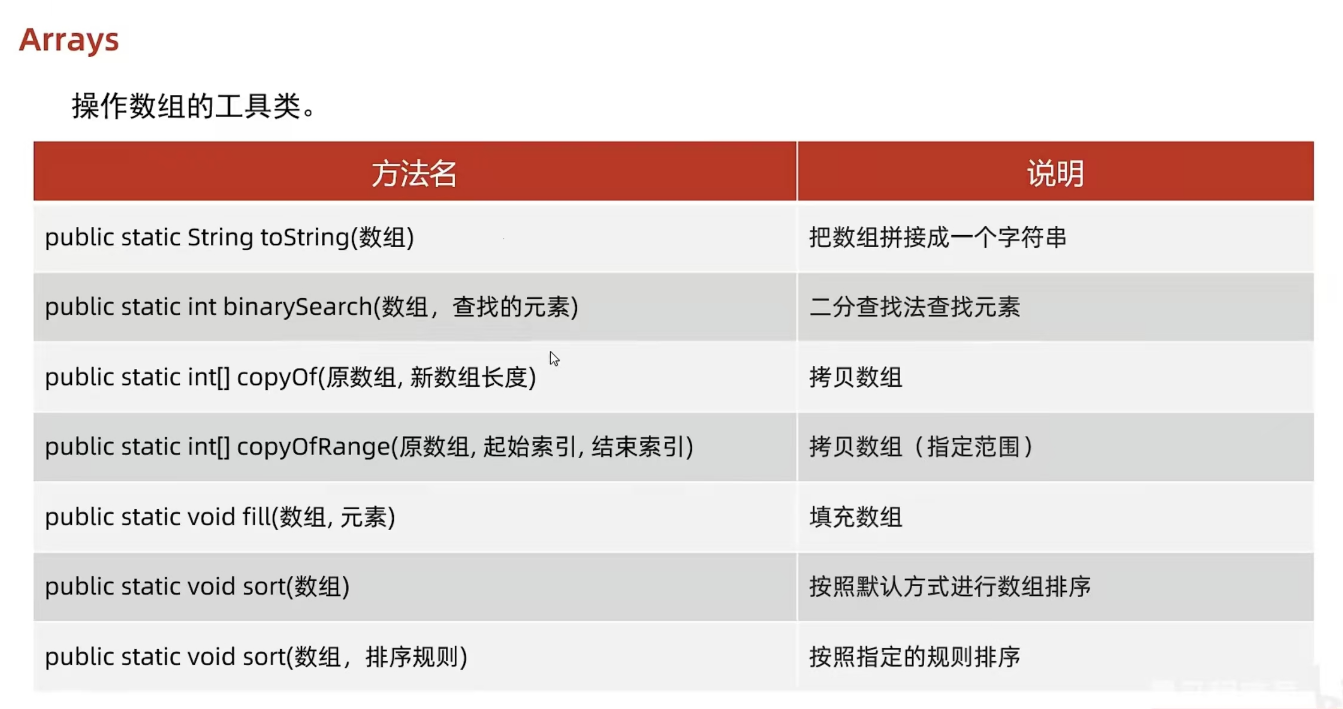 Arrays
操作数组的工具类。
方法名 说明
public static String toString(数组) 把数组拼接成一个字符串
public static int binarySearch(数组，查找的元素) 二分查找法查找元素
public static int[] copyOf(原数组, 新数组长度) 拷贝数组
public static int[] copyOfRange(原数组, 起始索引, 结束索引) 拷贝数组（指定范围）
public static void fill(数组, 元素) 填充数组
public static void sort(数组) 按照默认方式进行数组排序
public static void sort(数组，排序规则) 按照指定的规则排序